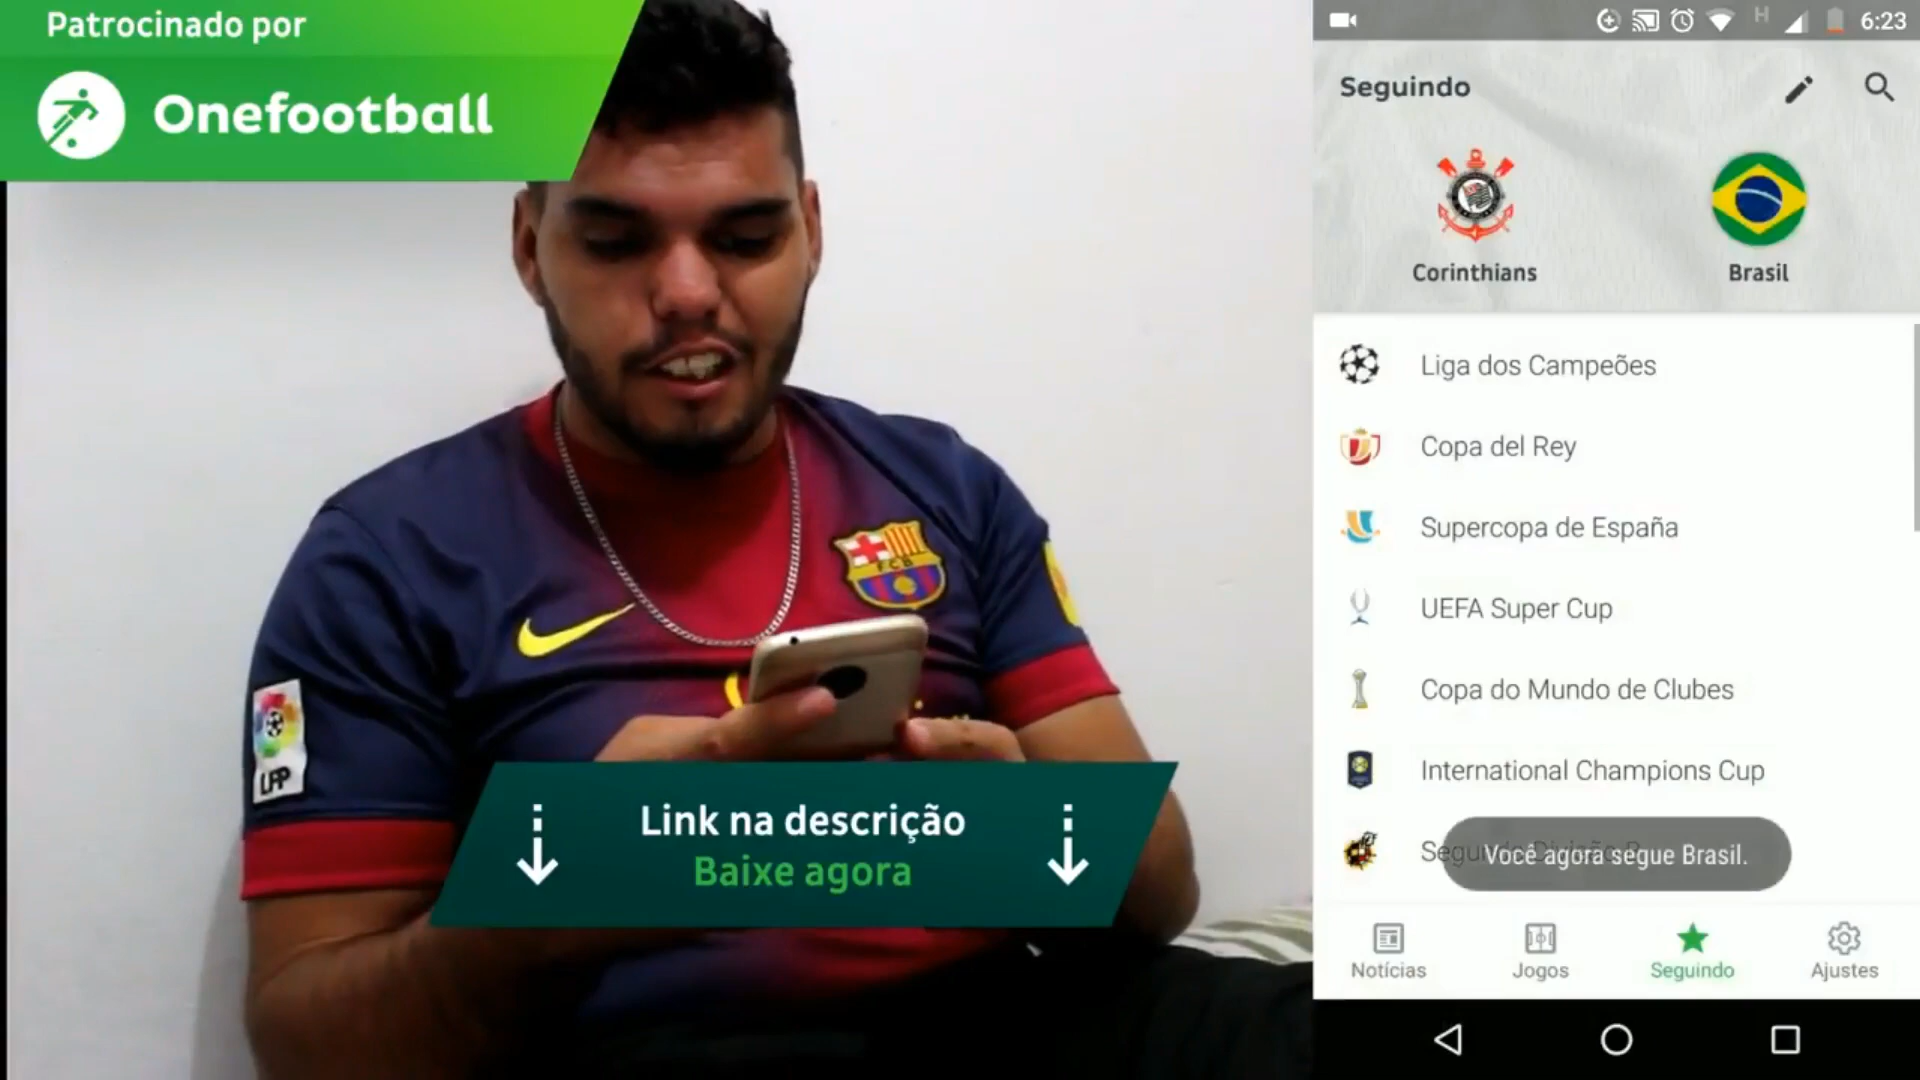 Patrocinado por
Onefootball
FCB
LFP
Link na descrição
Baixe agora
6:23
Seguindo
Corinthians
Brasil
Liga dos Campeões
Copa del Rey
Supercopa de España
UEFA Super Cup
Copa do Mundo de Clubes
International Champions Cup
Você agora segue Brasil.
Notícias
Jogos
Seguindo
Ajustes